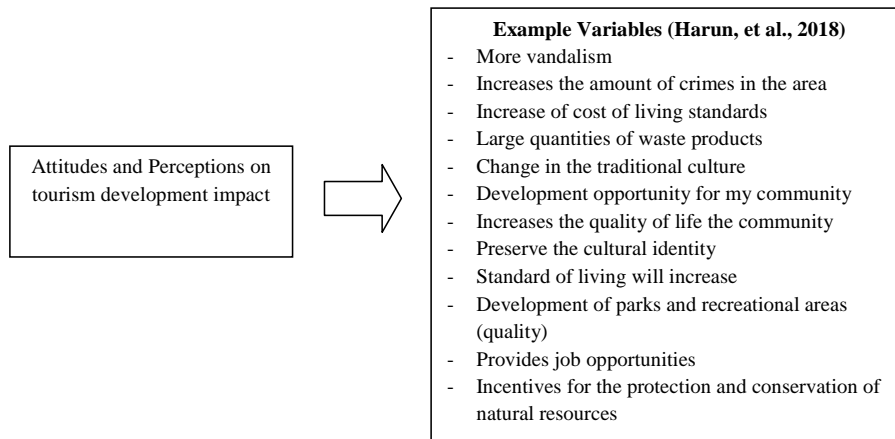 Attitudes and Perceptions on
tourism development impact
Example Variables (Harun, et al., 2018)
- More vandalism
- Increases the amount of crimes in the area
- Increase of cost of living standards
- Large quantities of waste products
- Change in the traditional culture
- Development opportunity for my community
- Increases the quality of life the community
- Preserve the cultural identity
- Standard of living will increase
- Development of parks and recreational areas
(quality)
- Provides job opportunities
- Incentives for the protection and conservation of
natural resources